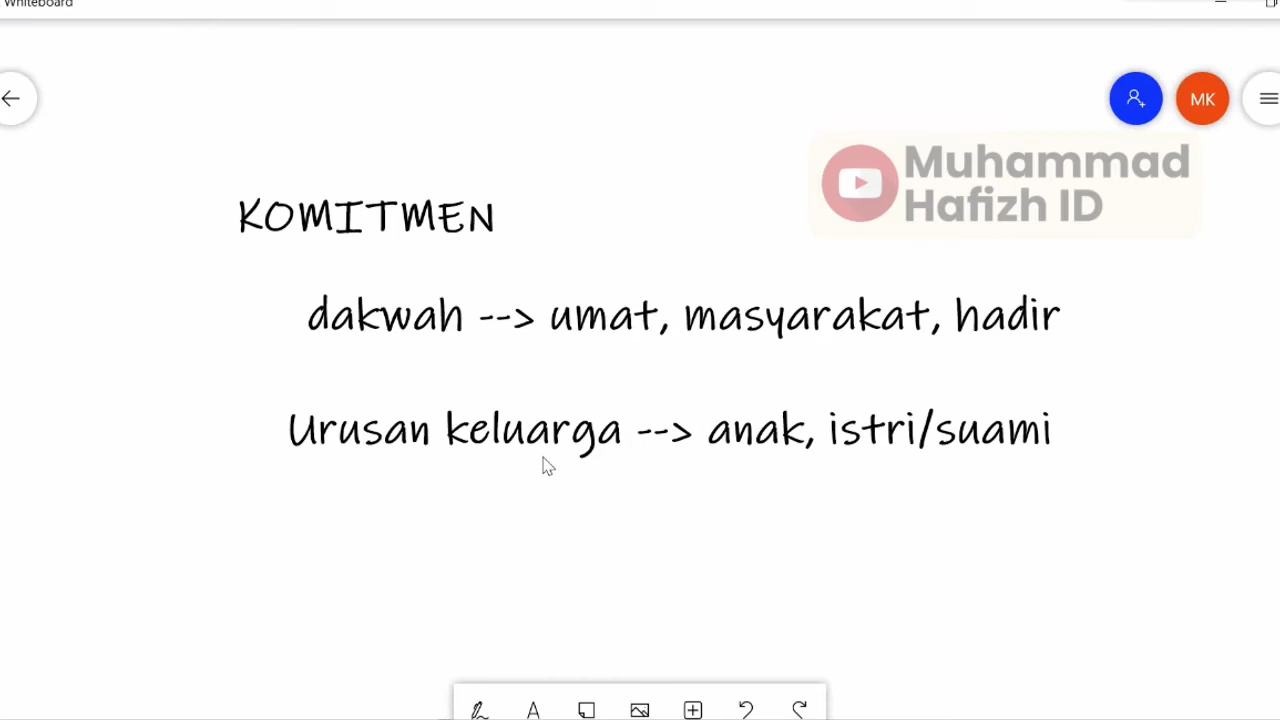 Whiteboard
MK
Muhammad
Hafizh ID
KOMITMEN
dakwah --> umat, masyarakat, hadir
Urusan keluarga --> anak, istri/suami
A